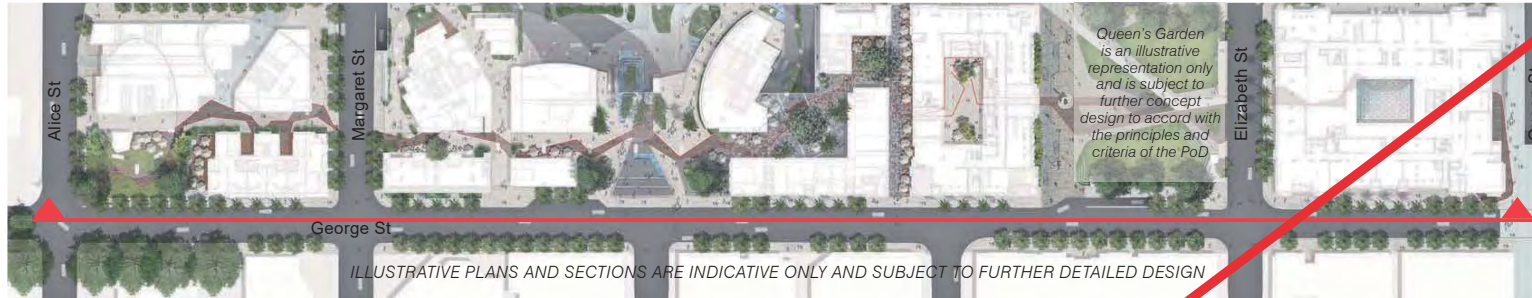 Alice St
Margaret St
Queen's Garden
is an illustrative
representation only
and is subject to
further concept
design to accord with
the principles and
criteria of the PoD
Elizabeth St
George St
ILLUSTRATIVE PLANS AND SECTIONS ARE INDICATIVE ONLY AND SUBJECT TO FURTHER DETAILED DESIGN